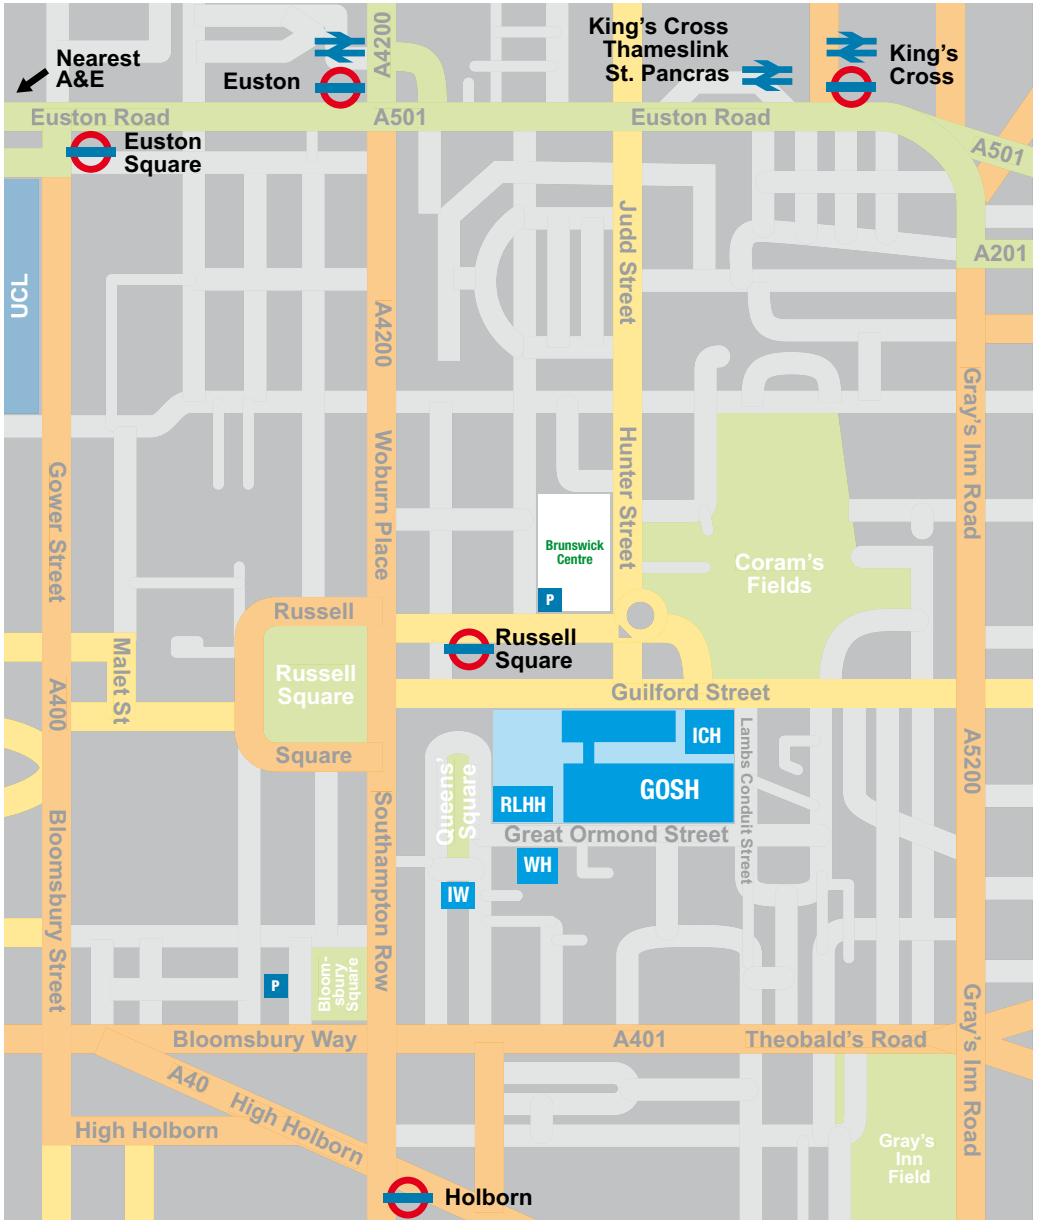 King's Cross
Thameslink
St. Pancras
King's
Cross
Nearest
A&E
Euston
A4200
Euston Road
A501
Euston Road
A501
Euston
Square
A201
UCL
Judd Street
A4200
Gray's Inn Road
Woburn Place
Hunter Street
Gower Street
Brunswick
Centre
P
Coram's
Fields
Russell
Russell
Square
Russell
Square
Malet St
A400
Guilford Street
Square
ICH
Lambs Conduit Street
A5200
Queens'
Square
GOSH
RLHH
Great Ormond Street
Southampton Row
Bloomsbury Street
WH
IW
P
Bloom-
sbury
Square
Gray's Inn Road
Bloomsbury Way
A401
Theobald's Road
A40
High Holborn
High Holborn
Gray's
Inn
Field
Holborn